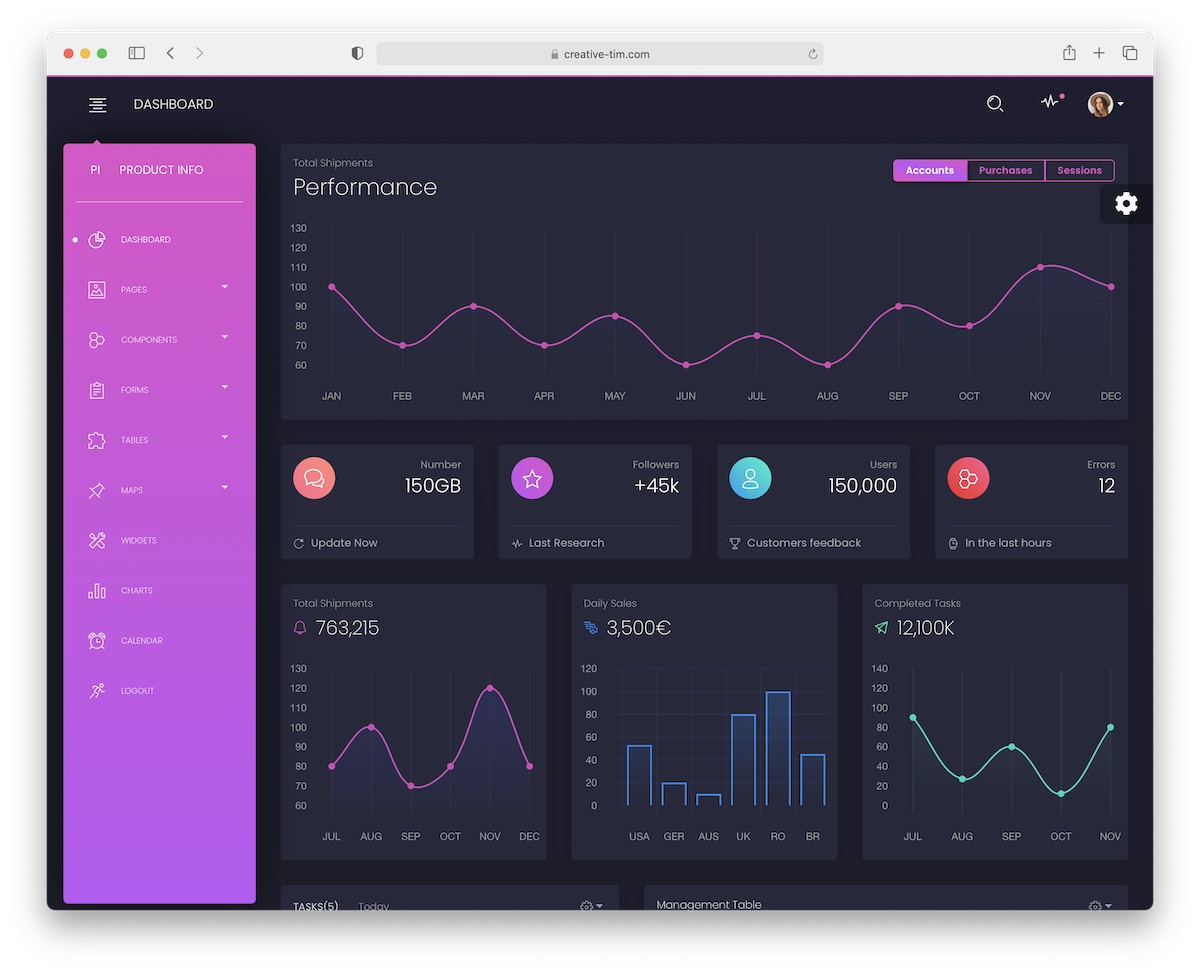 creative-tim.com
DASHBOARD
PI PRODUCT INFO
DASHBOARD
PAGES
COMPONENTS
FORMS
TABLES
MAPS
WIDGETS
CHARTS
CALENDAR
LOGOUT
Total Shipments
Performance
Accounts Purchases Sessions
130
120
110
100
90
80
70
60
JAN FEB MAR APR MAY JUN JUL AUG SEP OCT NOV DEC
Number
150GB
Update Now
Followers
+45k
Last Research
Users
150,000
Customers feedback
Errors
12
In the last hours
Total Shipments
763,215
130
120
110
100
90
80
70
60
JUL AUG SEP OCT NOV DEC
Daily Sales
3,500€
120
100
80
60
40
20
0
USA GER AUS UK RO BR
Completed Tasks
12,100K
140
120
100
80
60
40
20
0
JUL AUG SEP OCT NOV
TASKS(5) Today
Management Table